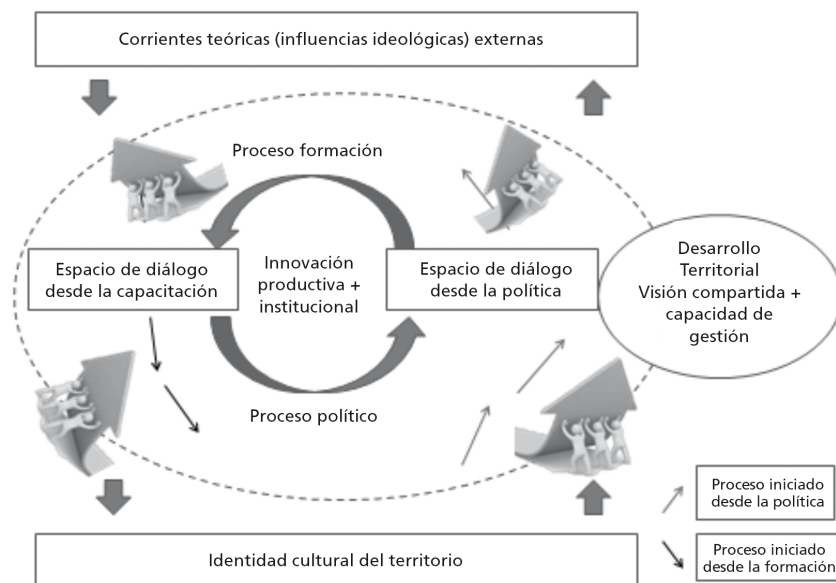 Corrientes teóricas (influencias ideológicas) externas
Proceso formación
Espacio de diálogo
desde la capacitación
Innovación
productiva +
institucional
Espacio de diálogo
desde la política
Desarrollo
Territorial
Visión compartida +
capacidad de
gestión
Proceso político
Proceso iniciado
desde la política
Identidad cultural del territorio
Proceso iniciado
desde la formación